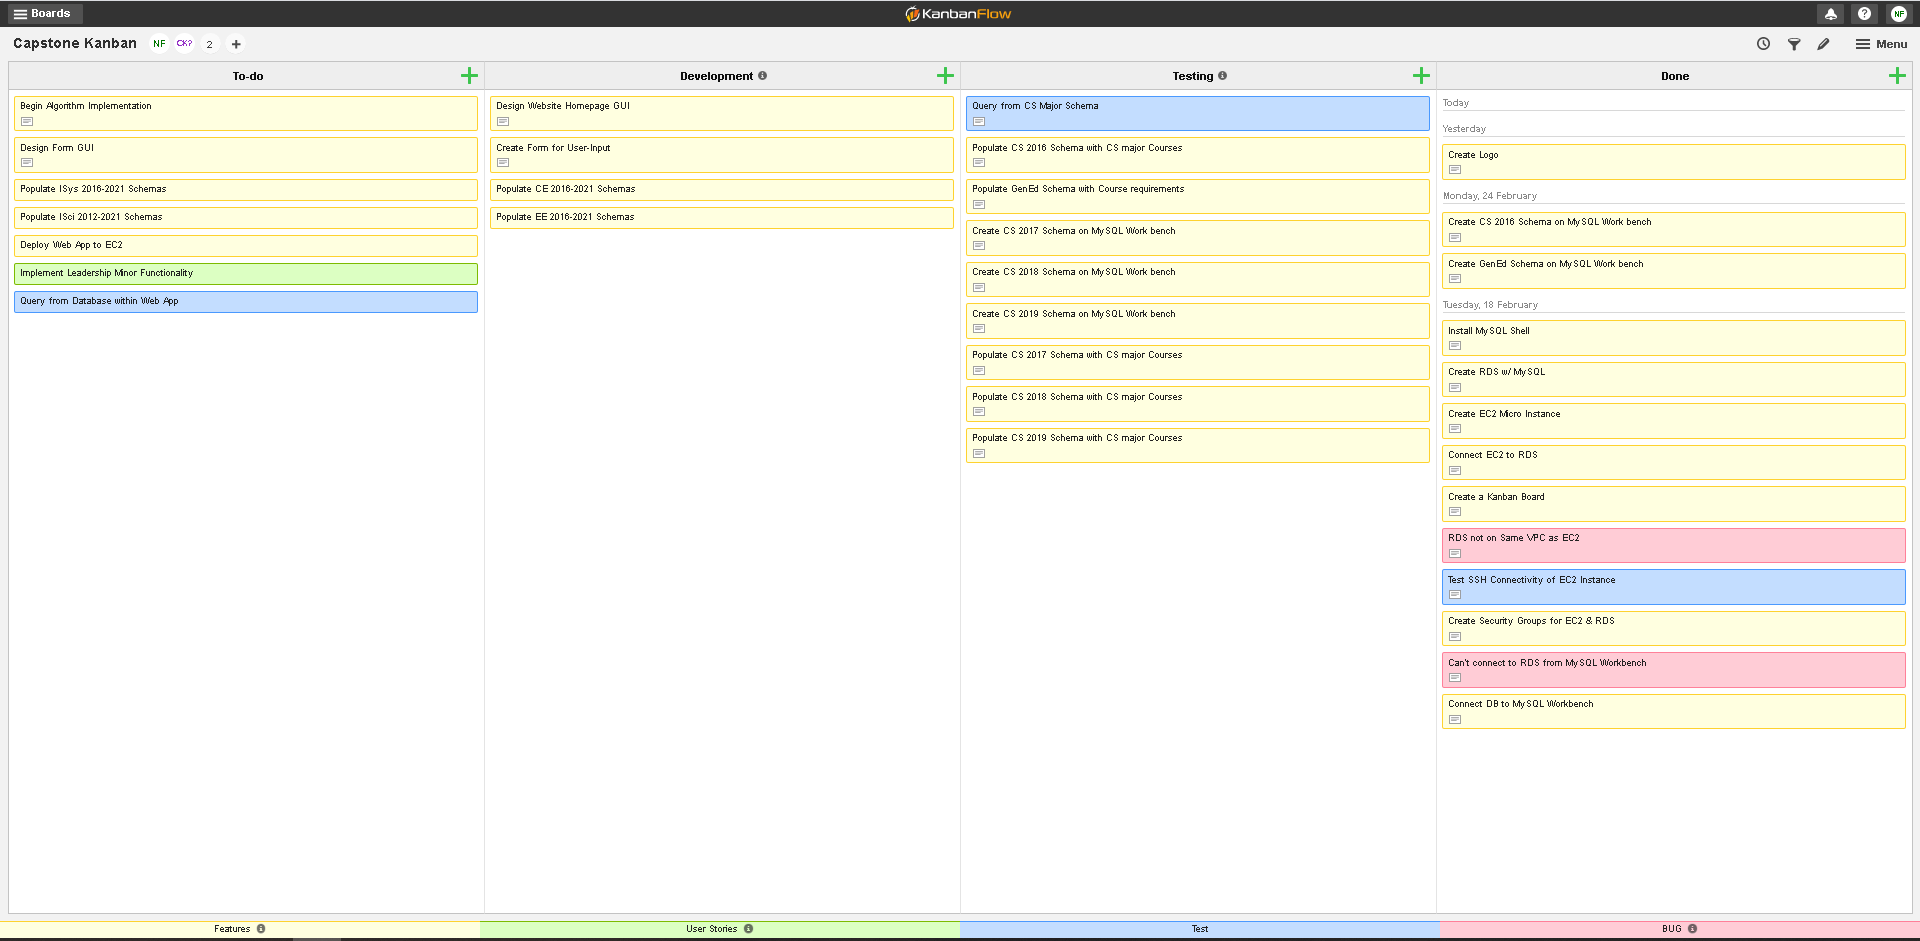 Boards
KanbanFlow
NF
Capstone Kanban
NF
CK?
2
Menu
To-do
Begin Algorithm Implementation
Design Form GUI
Populate ISys 2016-2021 Schemas
Populate ISci 2012-2021 Schemas
Deploy Web App to EC2
Implement Leadership Minor Functionality
Query from Database within Web App
Development
Design Website Homepage GUI
Create Form for User-Input
Populate CE 2016-2021 Schemas
Populate EE 2016-2021 Schemas
Testing
Query from CS Major Schema
Populate CS 2016 Schema with CS major Courses
Populate GenEd Schema with Course requirements
Create CS 2017 Schema on MySQL Work bench
Create CS 2018 Schema on MySQL Work bench
Create CS 2019 Schema on MySQL Work bench
Populate CS 2017 Schema with CS major Courses
Populate CS 2018 Schema with CS major Courses
Populate CS 2019 Schema with CS major Courses
Done
Today
Yesterday
Create Logo
Monday, 24 February
Create CS 2016 Schema on MySQL Work bench
Create GenEd Schema on MySQL Work bench
Tuesday, 18 February
Install MySQL Shell
Create RDS w/ MySQL
Create EC2 Micro Instance
Connect EC2 to RDS
Create a Kanban Board
RDS not on Same VPC as EC2
Test SSH Connectivity of EC2 Instance
Create Security Groups for EC2 & RDS
Can't connect to RDS from MySQL Workbench
Connect DB to MySQL Workbench
Features
User Stories
Test
BUG